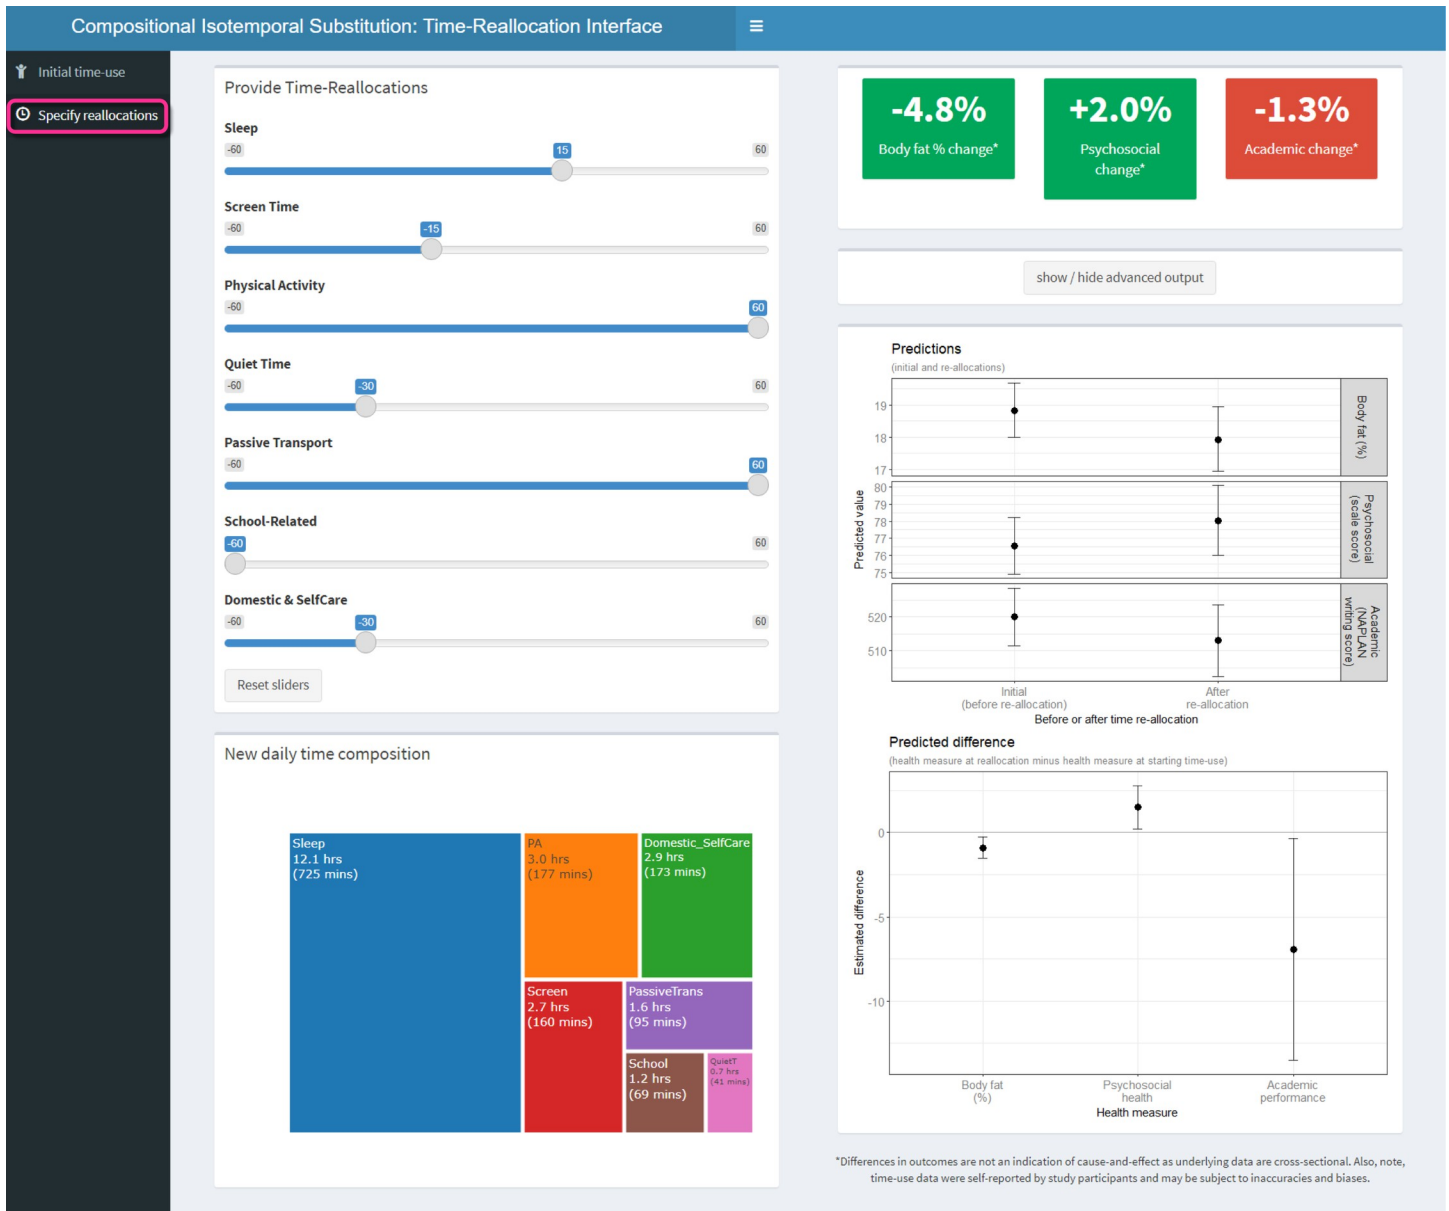 Compositional Isotemporal Substitution: Time-Reallocation Interface
Initial time-use
Specify reallocations
Provide Time-Reallocations
Sleep
-60 15 60
Screen Time
-60 -15 60
Physical Activity
-60 60
Quiet Time
-60 -30 60
Passive Transport
-60 60
School-Related
-60 60
Domestic & SelfCare
-60 -30 60
Reset sliders
New daily time composition
Sleep
12.1 hrs
(725 mins)
PA
3.0 hrs
(177 mins)
Domestic_SelfCare
2.9 hrs
(173 mins)
Screen
2.7 hrs
(160 mins)
PassiveTrans
1.6 hrs
(95 mins)
School
1.2 hrs
(69 mins)
QuietT
0.7 hrs
(41 mins)
-4.8%
Body fat % change*
+2.0%
Psychosocial
change*
-1.3%
Academic change*
show / hide advanced output
Predictions
(initial and re-allocations)
Predicted value
19
18
17
Body fat (%)
80
79
78
77
76
75
Psychosocial
(scale score)
520
510
Academic
(NAPLAN
writing score)
Initial
(before re-allocation)
After
re-allocation
Before or after time re-allocation
Predicted difference
(health measure at reallocation minus health measure at starting time-use)
Estimated difference
0
-5
-10
Body fat
(%)
Psychosocial
health
Academic
performance
Health measure
*Differences in outcomes are not an indication of cause-and-effect as underlying data are cross-sectional. Also, note,
time-use data were self-reported by study participants and may be subject to inaccuracies and biases.